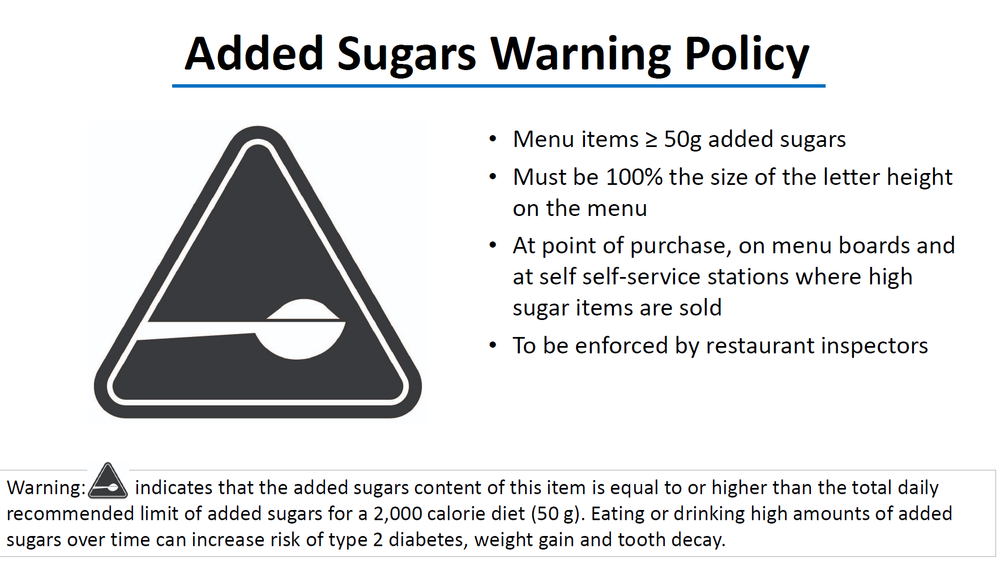 Added Sugars Warning Policy
• Menu items ≥ 50g added sugars
• Must be 100% the size of the letter height
on the menu
• At point of purchase, on menu boards and
at self self-service stations where high
sugar items are sold
• To be enforced by restaurant inspectors
Warning: indicates that the added sugars content of this item is equal to or higher than the total daily
recommended limit of added sugars for a 2,000 calorie diet (50 g). Eating or drinking high amounts of added
sugars over time can increase risk of type 2 diabetes, weight gain and tooth decay.